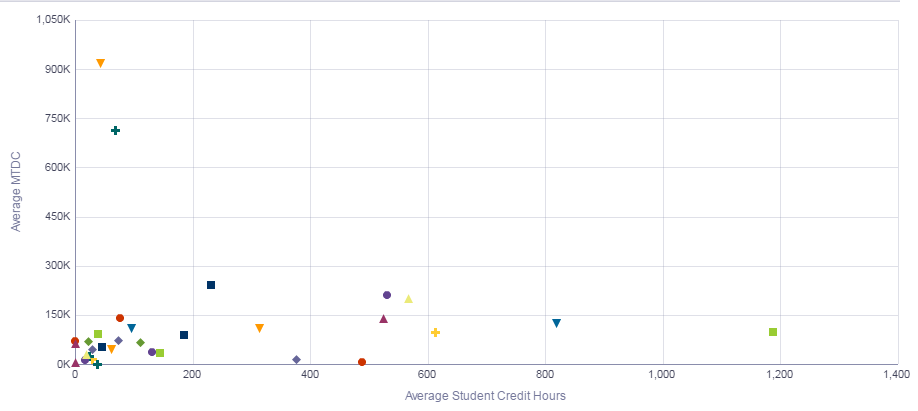 1,050K
900K
750K
600K
450K
300K
150K
0K
Average MTDC
0 200 400 600 800 1,000 1,200 1,400
Average Student Credit Hours